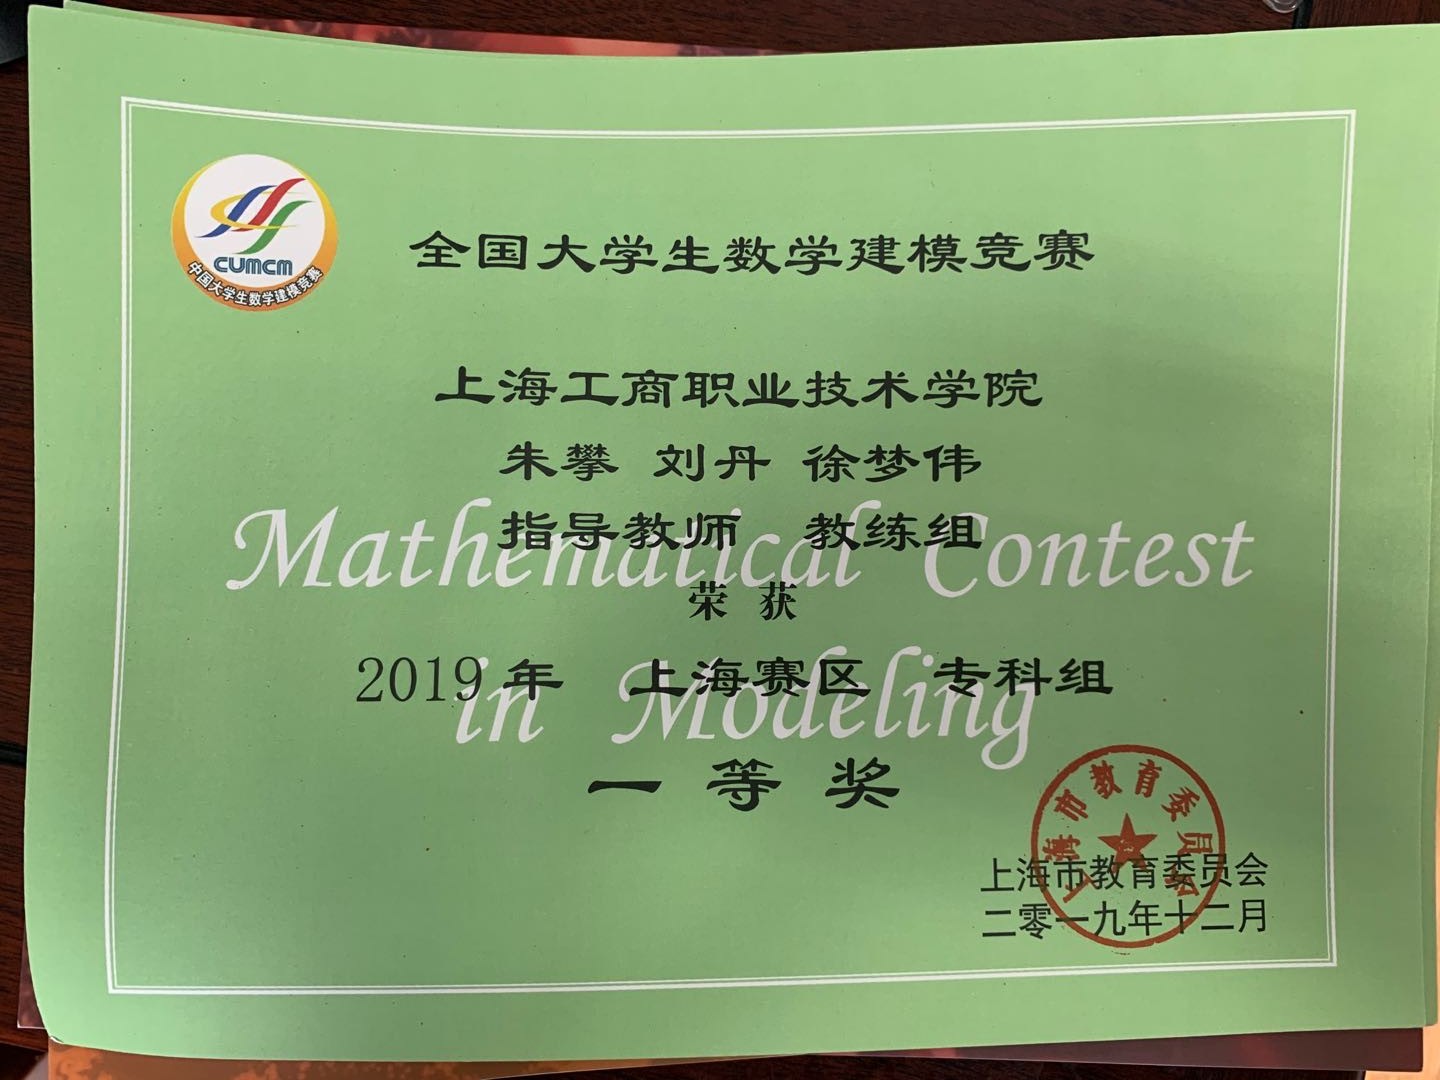 CUMCM
中国大学生数学建模竞赛
全国大学生数学建模竞赛
上海工商职业技术学院
朱攀 刘丹 徐梦伟
指导教师 教练组
Mathematical Contest
荣获
2019年 上海赛区 专科组
in Modeling
一等奖
上海市教育委员会
上海市教育委员会
二零一九年十二月